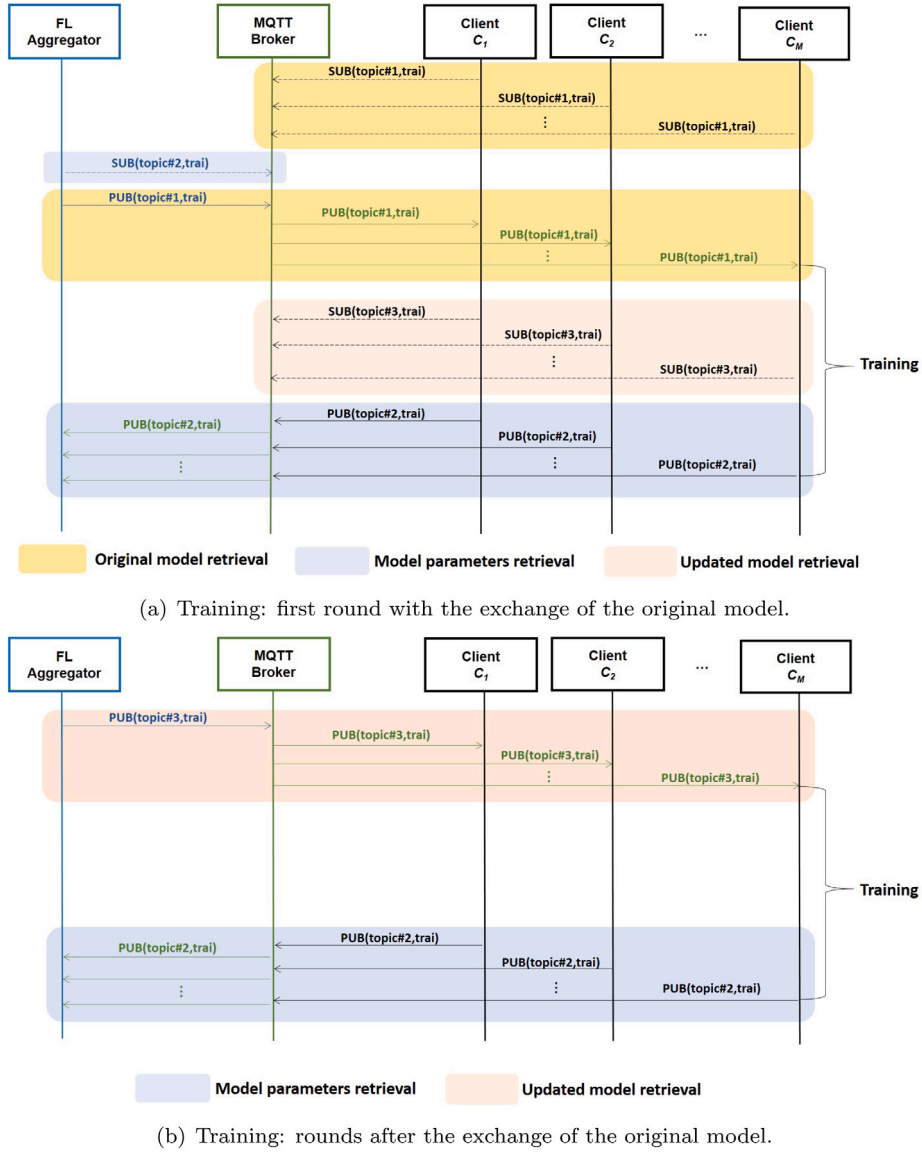 FL
Aggregator
MQTT
Broker
Client
C1
Client
C2
...
Client
CM
SUB(topic#1,trai)
SUB(topic#1,trai)
SUB(topic#1,trai)
SUB(topic#2,trai)
PUB(topic#1,trai)
PUB(topic#1,trai)
PUB(topic#1,trai)
PUB(topic#1,trai)
SUB(topic#3,trai)
SUB(topic#3,trai)
SUB(topic#3,trai)
Training
PUB(topic#2,trai)
PUB(topic#2,trai)
PUB(topic#2,trai)
PUB(topic#2,trai)
Original model retrieval
Model parameters retrieval
Updated model retrieval
(a) Training: first round with the exchange of the original model.
FL
Aggregator
MQTT
Broker
Client
C1
Client
C2
...
Client
CM
PUB(topic#3,trai)
PUB(topic#3,trai)
PUB(topic#3,trai)
PUB(topic#3,trai)
Training
PUB(topic#2,trai)
PUB(topic#2,trai)
PUB(topic#2,trai)
PUB(topic#2,trai)
Model parameters retrieval
Updated model retrieval
(b) Training: rounds after the exchange of the original model.